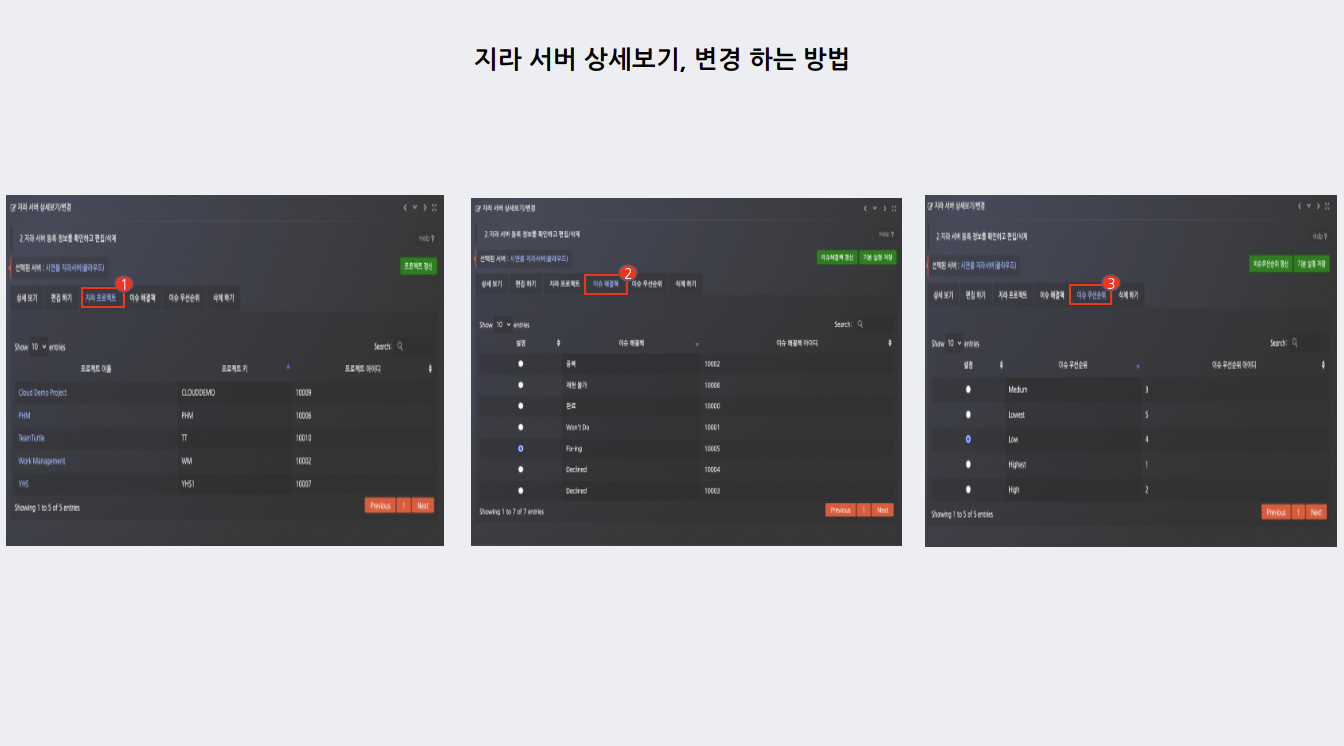 지라 서버 상세보기, 변경 하는 방법
지라 서버 상세보기/변경
2.지라 서버 등록 정보를 확인하고 편집/삭제
Help ?
선택된 서버 : 시연용 지라서버(클라우드)
프로젝트 갱신
1
상세 보기 편집 하기 지라 프로젝트 이슈 해결책 이슈 우선순위 삭제 하기
Show 10 entries Search:
프로젝트 이름 프로젝트 키 프로젝트 아이디
Cloud Demo Project CLOUDDEMO 10009
PHM PHM 10006
TeamTurtle TT 10010
Work Management WM 10002
YHS YHS1 10007
Showing 1 to 5 of 5 entries Previous 1 Next
지라 서버 상세보기/변경
2.지라 서버 등록 정보를 확인하고 편집/삭제
Help ?
선택된 서버 : 시연용 지라서버(클라우드)
이슈해결책 갱신 기본 설정 저장
2
상세 보기 편집 하기 지라 프로젝트 이슈 해결책 이슈 우선순위 삭제 하기
Show 10 entries Search:
설정 이슈 해결책 이슈 해결책 아이디
중복 10002
재현 불가 10006
완료 10000
Won't Do 10001
Fix-ing 10005
Declined 10004
Declined 10003
Showing 1 to 7 of 7 entries Previous 1 Next
지라 서버 상세보기/변경
2.지라 서버 등록 정보를 확인하고 편집/삭제
Help ?
선택된 서버 : 시연용 지라서버(클라우드)
이슈우선순위 갱신 기본 설정 저장
3
상세 보기 편집 하기 지라 프로젝트 이슈 해결책 이슈 우선순위 삭제 하기
Show 10 entries Search:
설정 이슈 우선순위 이슈 우선순위 아이디
Medium 3
Lowest 5
Low 4
Highest 1
High 2
Showing 1 to 5 of 5 entries Previous 1 Next